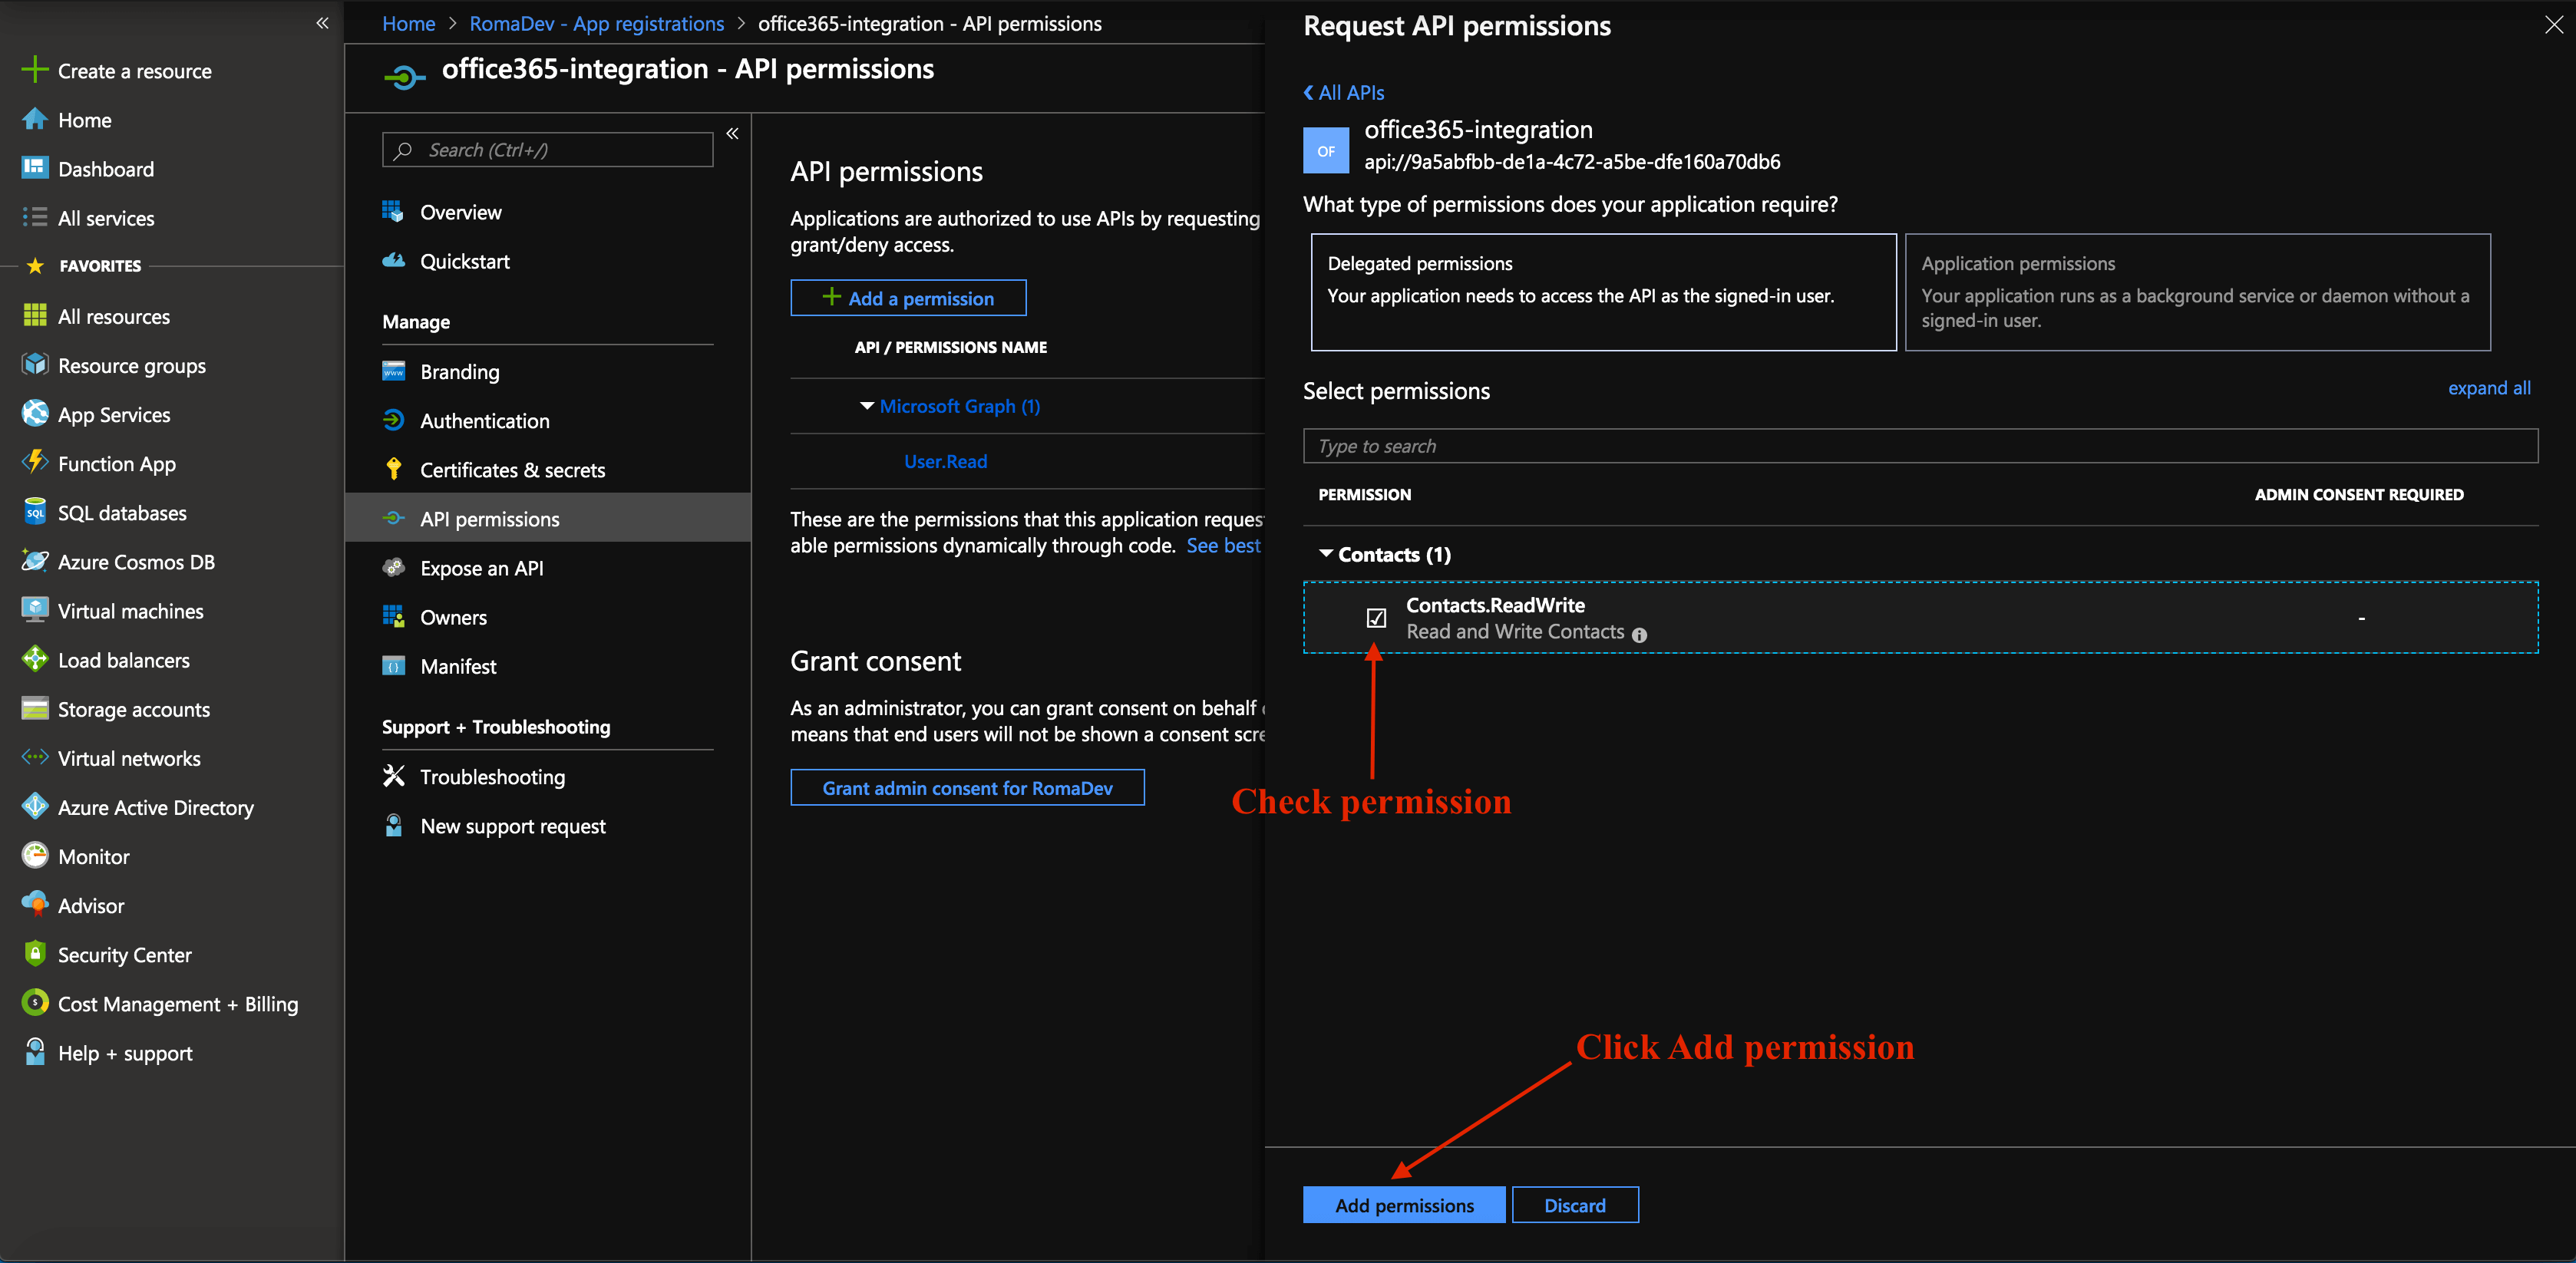 Create a resource
Home
Dashboard
All services
FAVORITES
All resources
Resource groups
App Services
Function App
SQL databases
Azure Cosmos DB
Virtual machines
Load balancers
Storage accounts
Virtual networks
Azure Active Directory
Monitor
Advisor
Security Center
Cost Management + Billing
Help + support
Home > RomaDev - App registrations > office365-integration - API permissions
office365-integration - API permissions
Search (Ctrl+/)
Overview
Quickstart
Manage
Branding
Authentication
Certificates & secrets
API permissions
Expose an API
Owners
Manifest
Support + Troubleshooting
Troubleshooting
New support request
API permissions
Applications are authorized to use APIs by requesting
grant/deny access.
Add a permission
API / PERMISSIONS NAME
Microsoft Graph (1)
User.Read
These are the permissions that this application reques
able permissions dynamically through code. See best
Grant consent
As an administrator, you can grant consent on behalf
means that end users will not be shown a consent scre
Grant admin consent for RomaDev
Request API permissions
All APIs
OF
office365-integration
api://9a5abfbb-de1a-4c72-a5be-dfe160a70db6
What type of permissions does your application require?
Delegated permissions
Your application needs to access the API as the signed-in user.
Application permissions
Your application runs as a background service or daemon without a
signed-in user.
Select permissions
expand all
Type to search
PERMISSION
ADMIN CONSENT REQUIRED
Contacts (1)
Contacts.ReadWrite
Read and Write Contacts
-
Check permission
Click Add permission
Add permissions
Discard